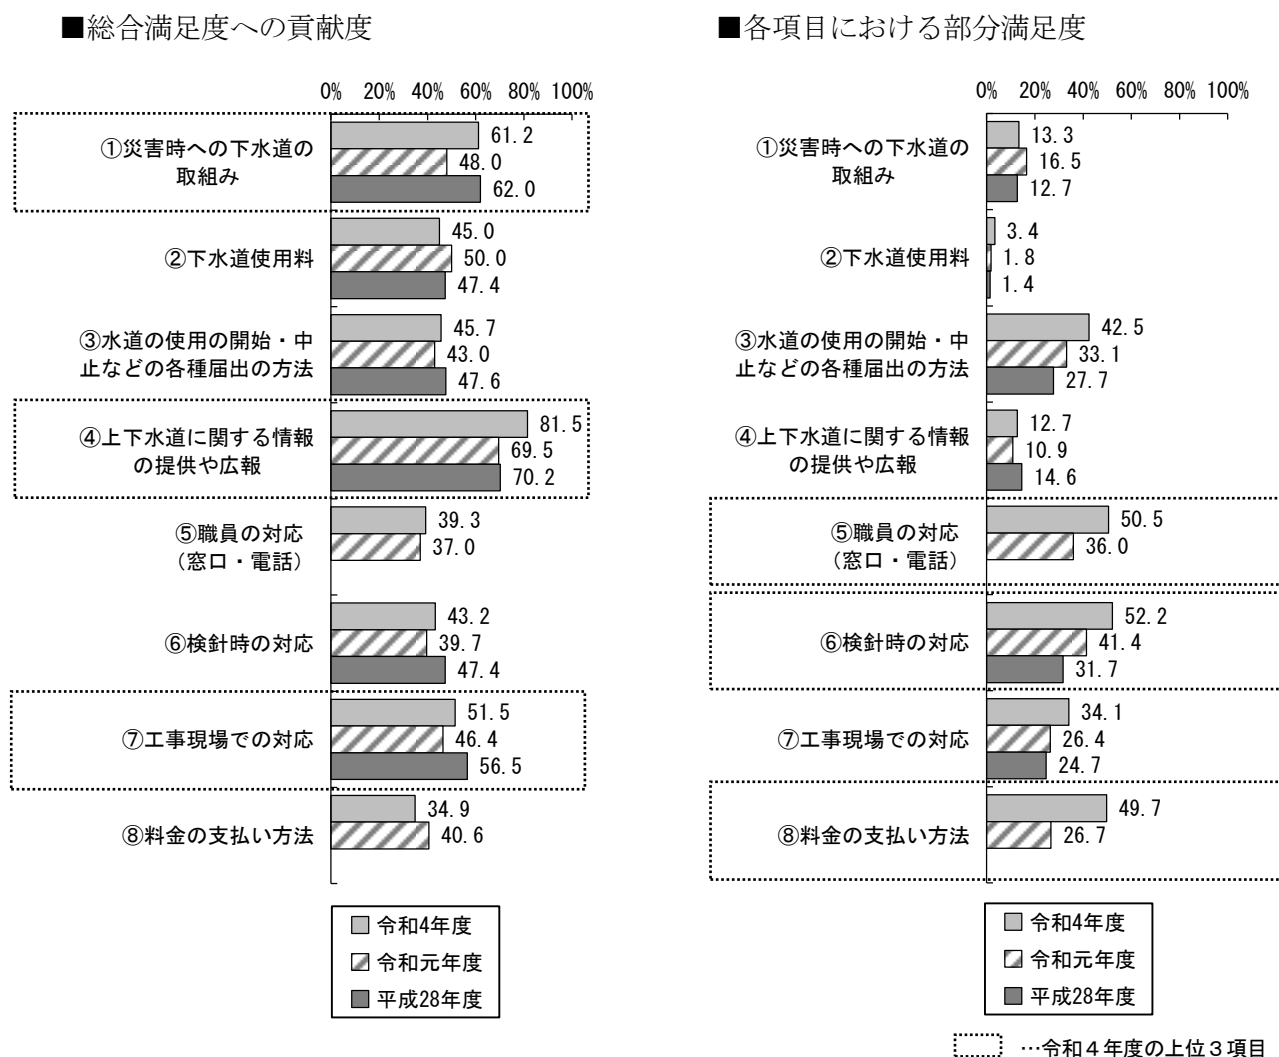 ■総合満足度への貢献度
0% 20% 40% 60% 80% 100%
①災害時への下水道の
取組み
61.2
48.0
62.0
②下水道使用料
45.0
50.0
47.4
③水道の使用の開始・中
止などの各種届出の方法
45.7
43.0
47.6
④上下水道に関する情報
の提供や広報
81.5
69.5
70.2
⑤職員の対応
（窓口・電話）
39.3
37.0
⑥検針時の対応
43.2
39.7
47.4
⑦工事現場での対応
51.5
46.4
56.5
⑧料金の支払い方法
34.9
40.6
令和4年度
令和元年度
平成28年度
■各項目における部分満足度
0% 20% 40% 60% 80% 100%
①災害時への下水道の
取組み
13.3
16.5
12.7
②下水道使用料
3.4
1.8
1.4
③水道の使用の開始・中
止などの各種届出の方法
42.5
33.1
27.7
④上下水道に関する情報
の提供や広報
12.7
10.9
14.6
⑤職員の対応
（窓口・電話）
50.5
36.0
⑥検針時の対応
52.2
41.4
31.7
⑦工事現場での対応
34.1
26.4
24.7
⑧料金の支払い方法
49.7
26.7
令和4年度
令和元年度
平成28年度
…令和４年度の上位３項目